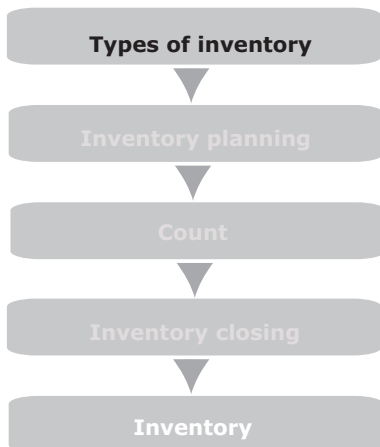 Types of inventory
Inventory planning
Count
Inventory closing
Inventory